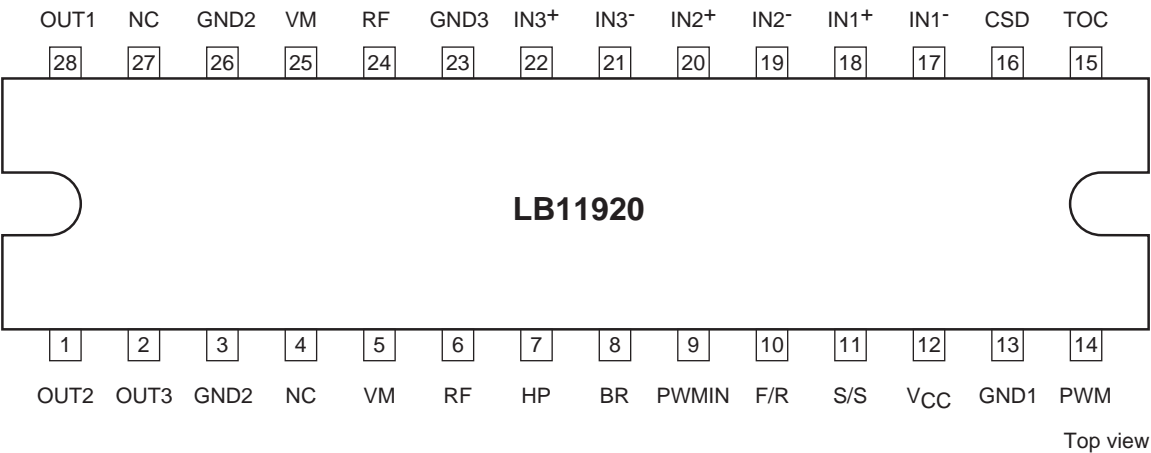 OUT1 NC GND2 VM RF GND3 IN3+ IN3- IN2+ IN2- IN1+ IN1- CSD TOC
28 27 26 25 24 23 22 21 20 19 18 17 16 15
LB11920
1 2 3 4 5 6 7 8 9 10 11 12 13 14
OUT2 OUT3 GND2 NC VM RF HP BR PWMIN F/R S/S VCC GND1 PWM
Top view